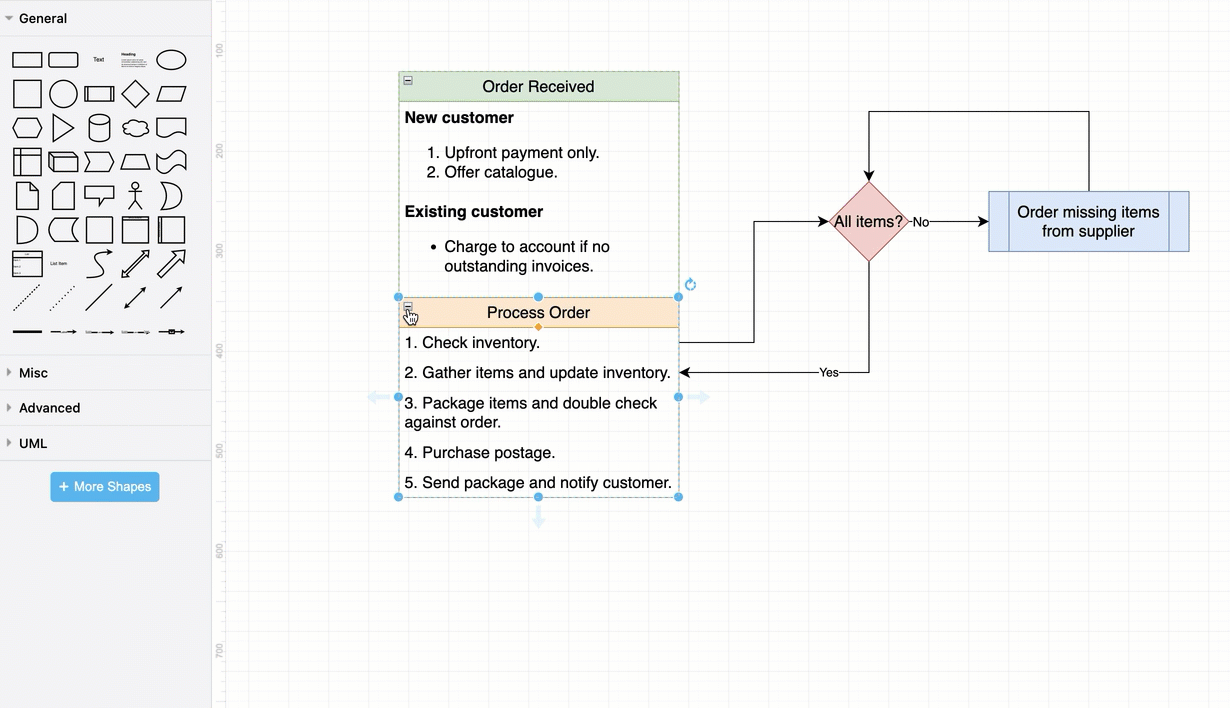 General
Text
Heading
List Item
Misc
Advanced
UML
+ More Shapes
100
200
300
400
500
600
700
Order Received
New customer
1. Upfront payment only.
2. Offer catalogue.
Existing customer
• Charge to account if no
outstanding invoices.
Process Order
1. Check inventory.
2. Gather items and update inventory.
3. Package items and double check
against order.
4. Purchase postage.
5. Send package and notify customer.
All items?
No
Order missing items
from supplier
Yes